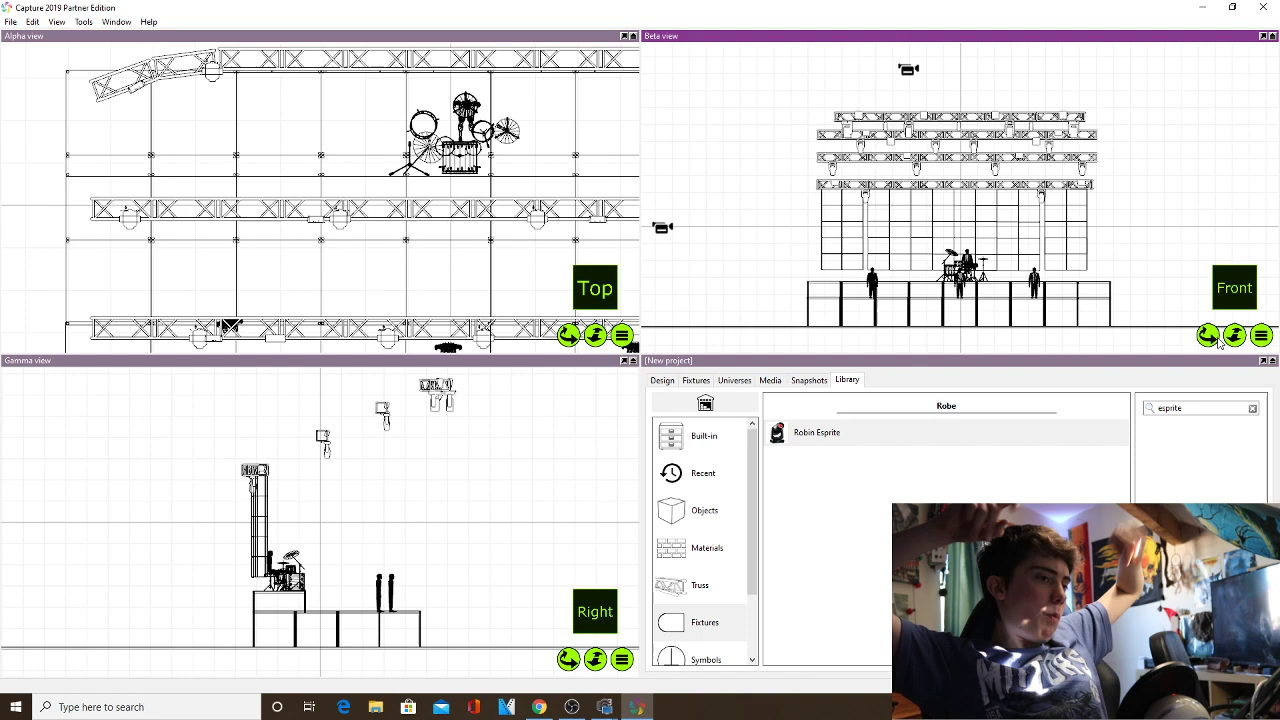 Capture 2019 Partner Edition
File Edit View Tools Window Help
Alpha view
Beta view
Top
Front
Gamma view
[New project]
Design Fixtures Universes Media Snapshots Library
Robe
esprite
Built-in
Robin Esprite
Recent
Objects
Materials
Truss
Right
Fixtures
Symbols
Type here to search